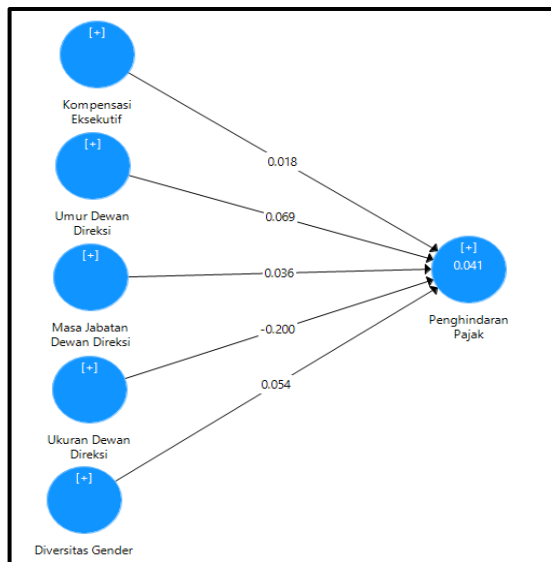 [+]
Kompensasi
Eksekutif
0.018
[+]
Umur Dewan
Direksi
0.069
[+]
0.041
Penghindaran
Pajak
[+]
Masa Jabatan
Dewan Direksi
0.036
-0.200
[+]
Ukuran Dewan
Direksi
0.054
[+]
Diversitas Gender